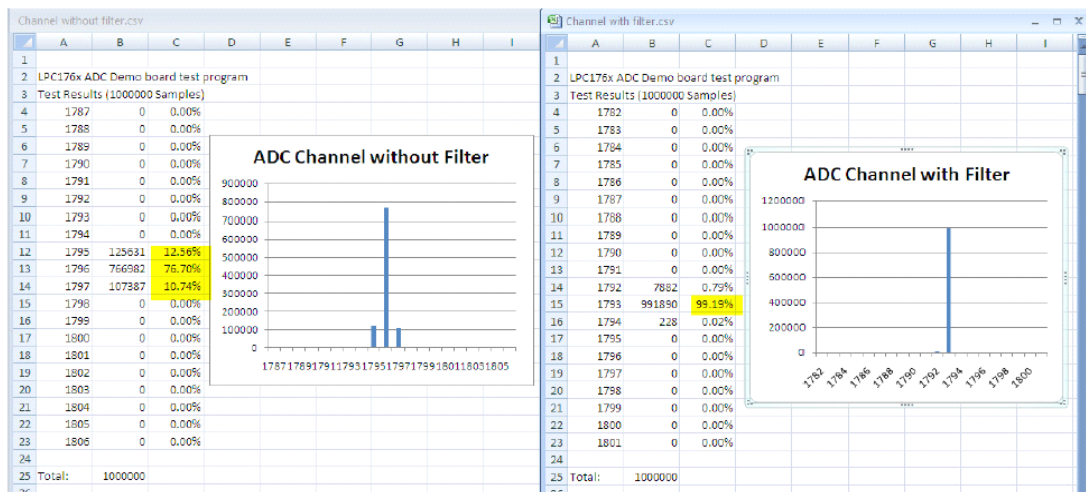 Channel without filter.csv
A B C D E F G H I
1
2 LPC176x ADC Demo board test program
3 Test Results (1000000 Samples)
4 1787 0 0.00%
5 1788 0 0.00%
6 1789 0 0.00%
7 1790 0 0.00%
8 1791 0 0.00%
9 1792 0 0.00%
10 1793 0 0.00%
11 1794 0 0.00%
12 1795 125631 12.56%
13 1796 766982 76.70%
14 1797 107387 10.74%
15 1798 0 0.00%
16 1799 0 0.00%
17 1800 0 0.00%
18 1801 0 0.00%
19 1802 0 0.00%
20 1803 0 0.00%
21 1804 0 0.00%
22 1805 0 0.00%
23 1806 0 0.00%
24
25 Total: 1000000
ADC Channel without Filter
900000
800000
700000
600000
500000
400000
300000
200000
100000
0
1787 1789 1791 1793 1795 1797 1799 1801 1803 1805
Channel with filter.csv
A B C D E F G H I
1
2 LPC176x ADC Demo board test program
3 Test Results (1000000 Samples)
4 1782 0 0.00%
5 1783 0 0.00%
6 1784 0 0.00%
7 1785 0 0.00%
8 1786 0 0.00%
9 1787 0 0.00%
10 1788 0 0.00%
11 1789 0 0.00%
12 1790 0 0.00%
13 1791 0 0.00%
14 1792 7882 0.79%
15 1793 991890 99.19%
16 1794 228 0.02%
17 1795 0 0.00%
18 1796 0 0.00%
19 1797 0 0.00%
20 1798 0 0.00%
21 1799 0 0.00%
22 1800 0 0.00%
23 1801 0 0.00%
24
25 Total: 1000000
ADC Channel with Filter
1200000
1000000
800000
600000
400000
200000
0
1782 1784 1786 1788 1790 1792 1794 1796 1798 1800